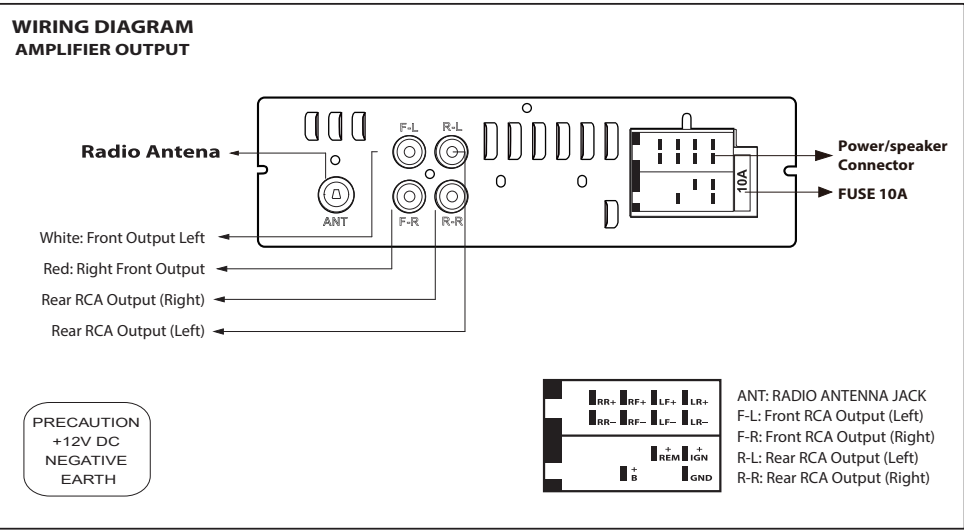 WIRING DIAGRAM
AMPLIFIER OUTPUT
F-L R-L
Radio Antena
Power/speaker
Connector
10A
FUSE 10A
ANT F-R R-R
White: Front Output Left
Red: Right Front Output
Rear RCA Output (Right)
Rear RCA Output (Left)
PRECAUTION
+12V DC
NEGATIVE
EARTH
RR+ RF+ LF+ LR+
RR– RF– LF– LR–
+ REM + IGN
+ B GND
ANT: RADIO ANTENNA JACK
F-L: Front RCA Output (Left)
F-R: Front RCA Output (Right)
R-L: Rear RCA Output (Left)
R-R: Rear RCA Output (Right)